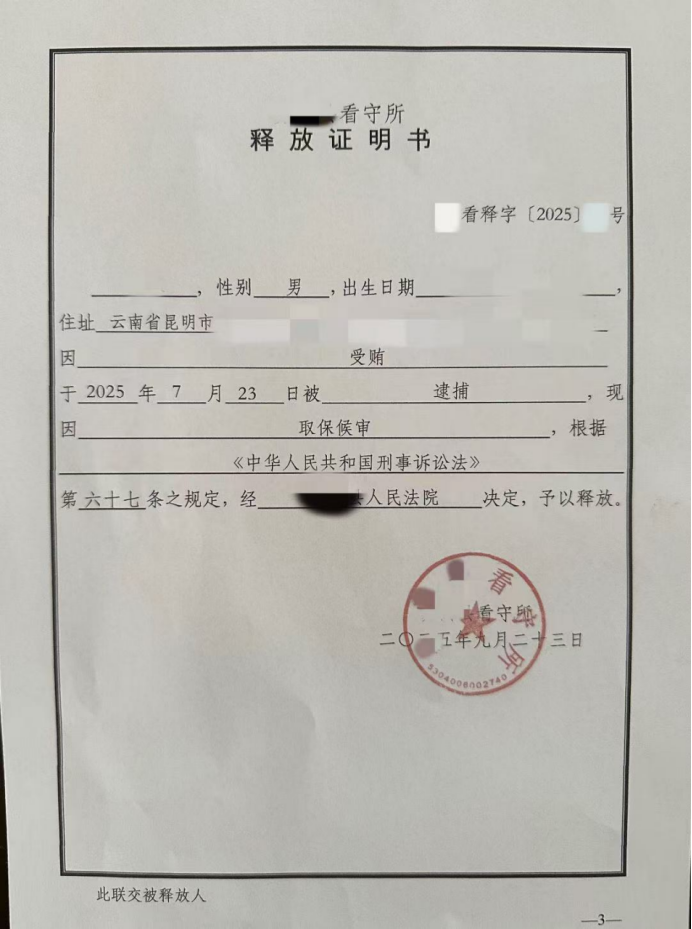 看守所
释放证明书
看释字〔2025〕 号
，性别 男 ，出生日期 ，
住址 云南省昆明市
因 受贿
于 2025 年 7 月 23 日被 逮捕 ，现
因 取保候审 ，根据
《中华人民共和国刑事诉讼法》
第 六十七 条之规定，经 人民法院 决定，予以释放。
看守所
看守所
二〇二五年九月二十三日
5304006002740
此联交被释放人
—3—